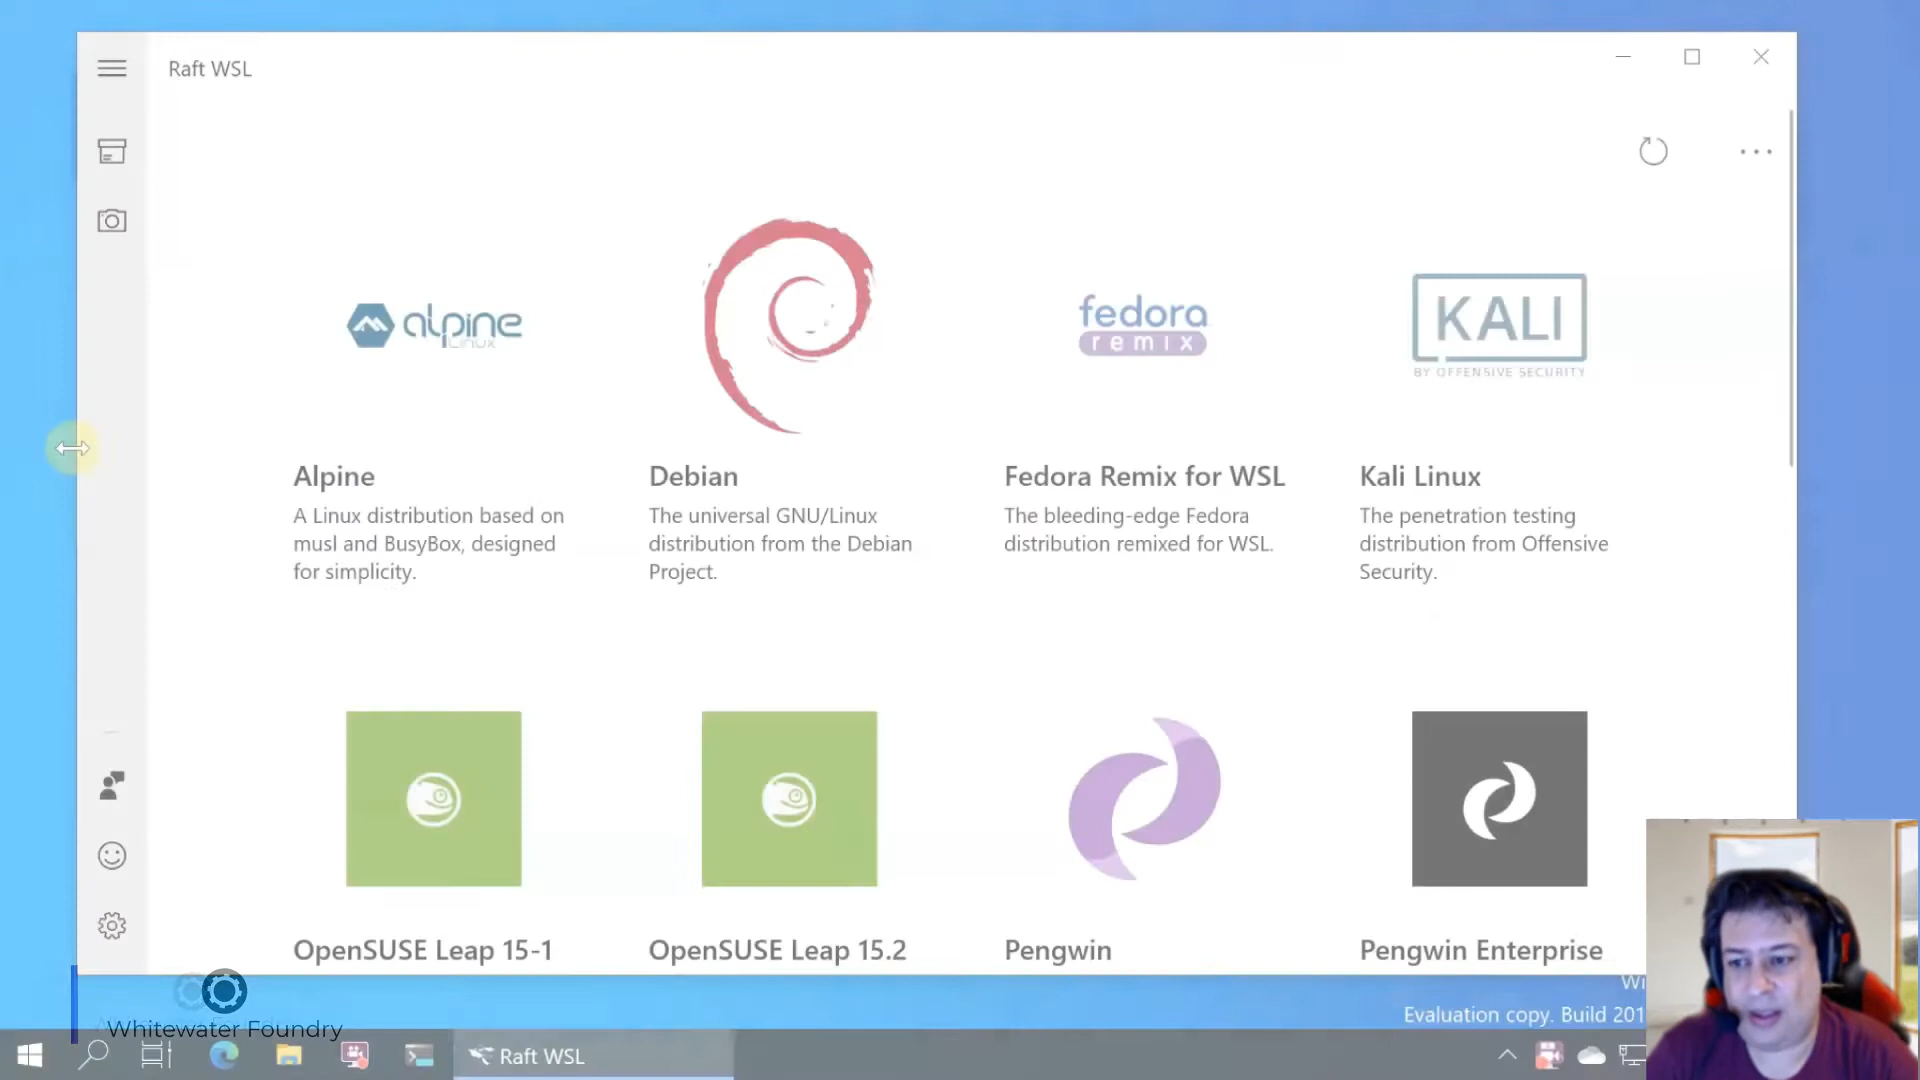 Raft WSL
alpine
Linux
fedora
remix
KALI
BY OFFENSIVE SECURITY
Alpine
A Linux distribution based on
musl and BusyBox, designed
for simplicity.
Debian
The universal GNU/Linux
distribution from the Debian
Project.
Fedora Remix for WSL
The bleeding-edge Fedora
distribution remixed for WSL.
Kali Linux
The penetration testing
distribution from Offensive
Security.
OpenSUSE Leap 15-1
OpenSUSE Leap 15.2
Pengwin
Pengwin Enterprise
Whitewater Foundry
Evaluation copy. Build 201
Raft WSL